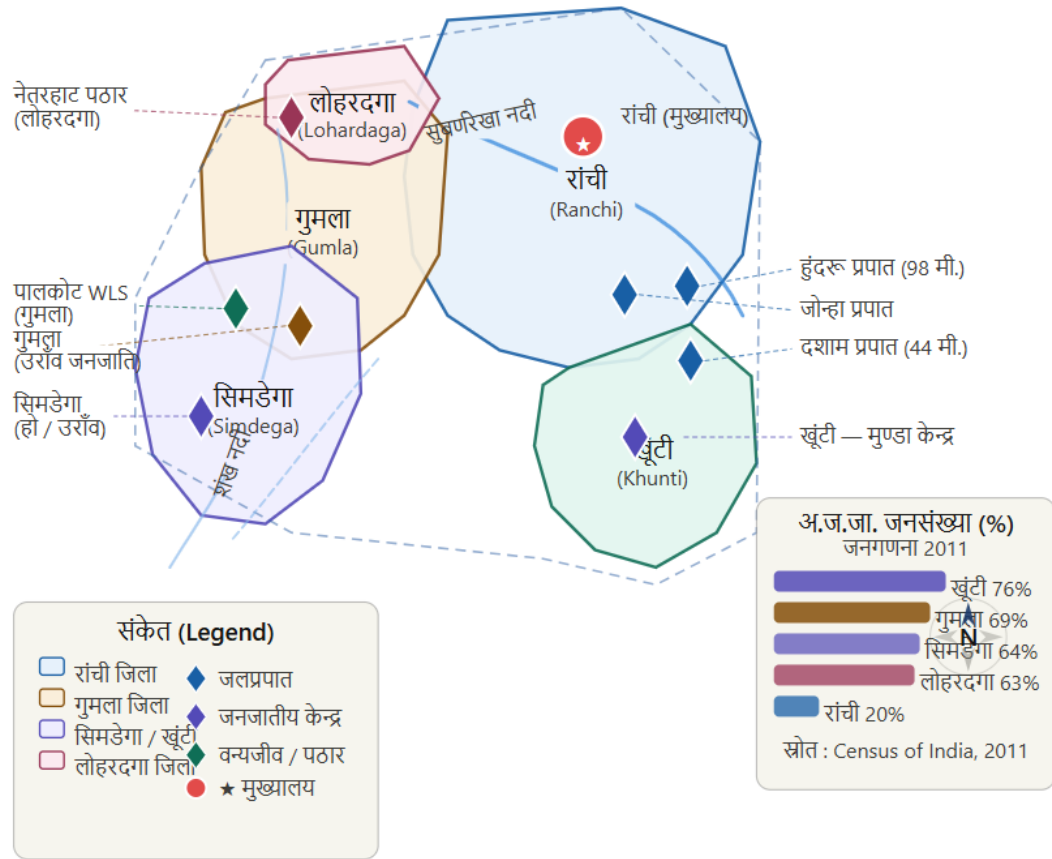 नेतरहाट पठार
(लोहरदगा)
लोहरदगा
(Lohardaga)
सुवर्णरेखा नदी
रांची (मुख्यालय)
★
रांची
(Ranchi)
गुमला
(Gumla)
हुंदरू प्रपात (98 मी.)
जोन्हा प्रपात
दशाम प्रपात (44 मी.)
पालकोट WLS
(गुमला)
गुमला
(उराँव जनजाति)
सिमडेगा
(हो / उराँव)
सिमडेगा
(Simdega)
शंख नदी
खूंटी
(Khunti)
खूंटी — मुण्डा केन्द्र
अ.ज.जा. जनसंख्या (%)
जनगणना 2011
खूंटी 76%
गुमला 69%
सिमडेगा 64%
लोहरदगा 63%
रांची 20%
N
स्रोत : Census of India, 2011
संकेत (Legend)
रांची जिला
गुमला जिला
सिमडेगा / खूंटी
लोहरदगा जिला
जलप्रपात
जनजातीय केन्द्र
वन्यजीव / पठार
★ मुख्यालय